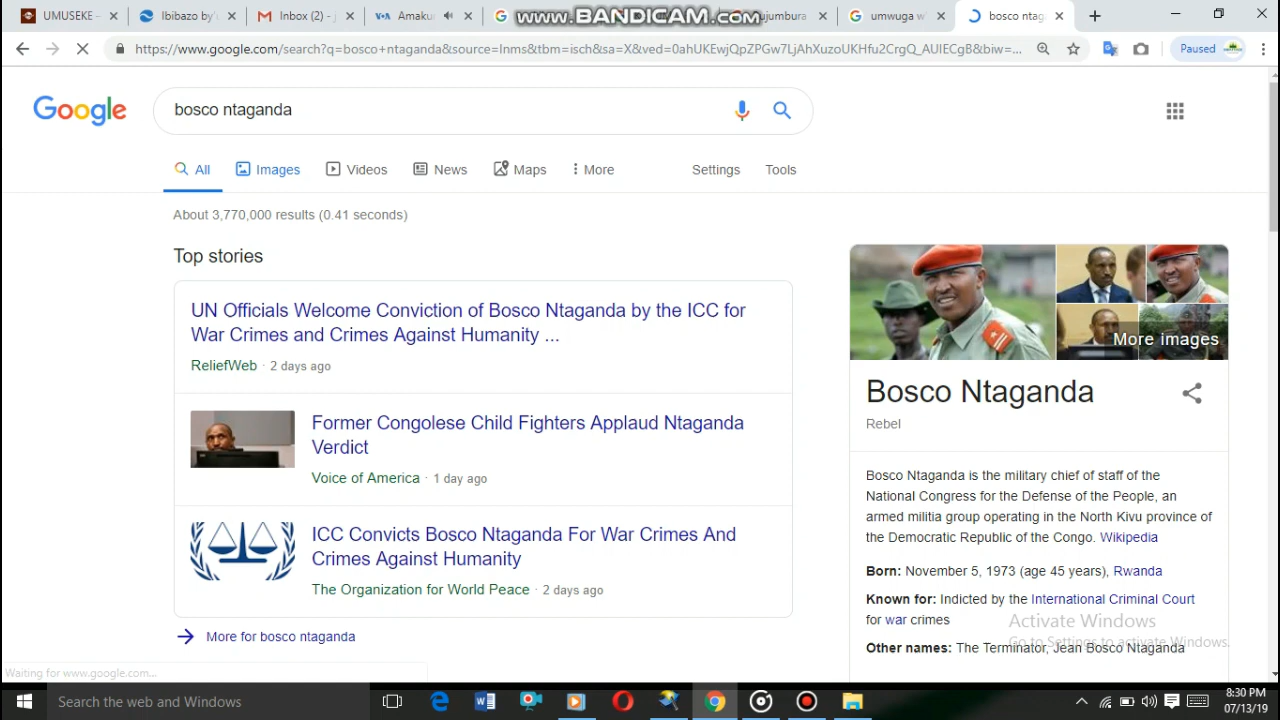 www.BANDICAM.com
UMUSEKE -
Ibibazo by'u
Inbox (2) - j
Amakur
ujumbura
umwuga w
bosco ntaga
https://www.google.com/search?q=bosco+ntaganda&source=lnms&tbm=isch&sa=X&ved=0ahUKEwjQpZPGw7LjAhXuzoUKHfu2CrgQ_AUIECgB&biw=...
Paused
Google
bosco ntaganda
All
Images
Videos
News
Maps
More
Settings
Tools
About 3,770,000 results (0.41 seconds)
Top stories
UN Officials Welcome Conviction of Bosco Ntaganda by the ICC for
War Crimes and Crimes Against Humanity ...
ReliefWeb · 2 days ago
Former Congolese Child Fighters Applaud Ntaganda
Verdict
Voice of America · 1 day ago
ICC Convicts Bosco Ntaganda For War Crimes And
Crimes Against Humanity
The Organization for World Peace · 2 days ago
More for bosco ntaganda
More images
Bosco Ntaganda
Rebel
Bosco Ntaganda is the military chief of staff of the
National Congress for the Defense of the People, an
armed militia group operating in the North Kivu province of
the Democratic Republic of the Congo. Wikipedia
Born: November 5, 1973 (age 45 years), Rwanda
Known for: Indicted by the International Criminal Court
for war crimes
Activate Windows
Go to Settings to activate Windows.
Other names: The Terminator, Jean Bosco Ntaganda
Waiting for www.google.com...
Search the web and Windows
8:30 PM
07/13/19